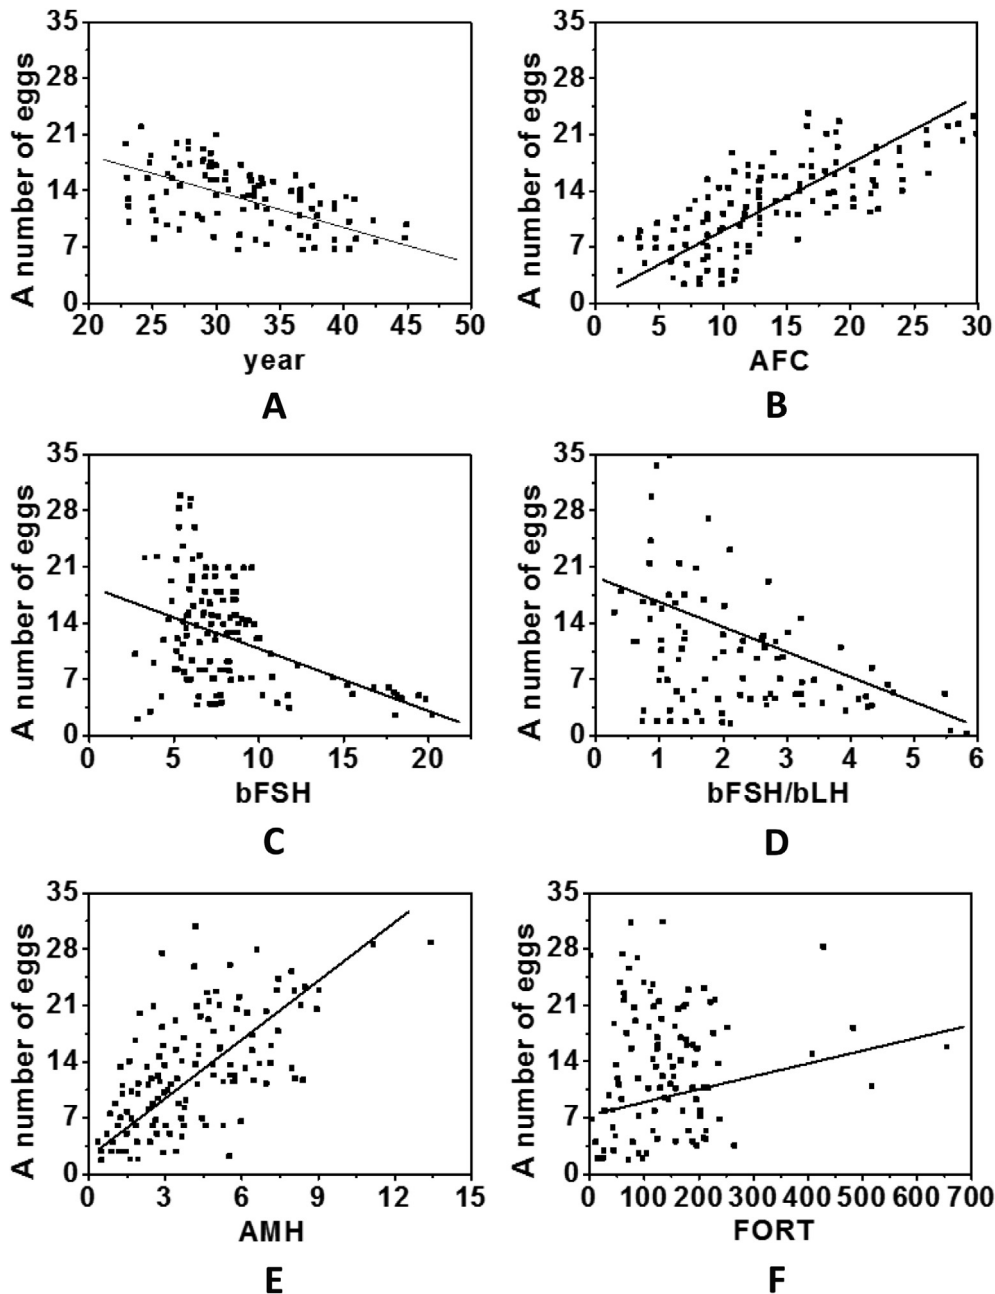 A number of eggs
35
28
21
14
7
0
20 25 30 35 40 45 50
year
A
A number of eggs
35
28
21
14
7
0
0 5 10 15 20 25 30
AFC
B
A number of eggs
35
28
21
14
7
0
0 5 10 15 20
bFSH
C
A number of eggs
35
28
21
14
7
0
0 1 2 3 4 5 6
bFSH/bLH
D
A number of eggs
35
28
21
14
7
0
0 3 6 9 12 15
AMH
E
A number of eggs
35
28
21
14
7
0
0 100 200 300 400 500 600 700
FORT
F